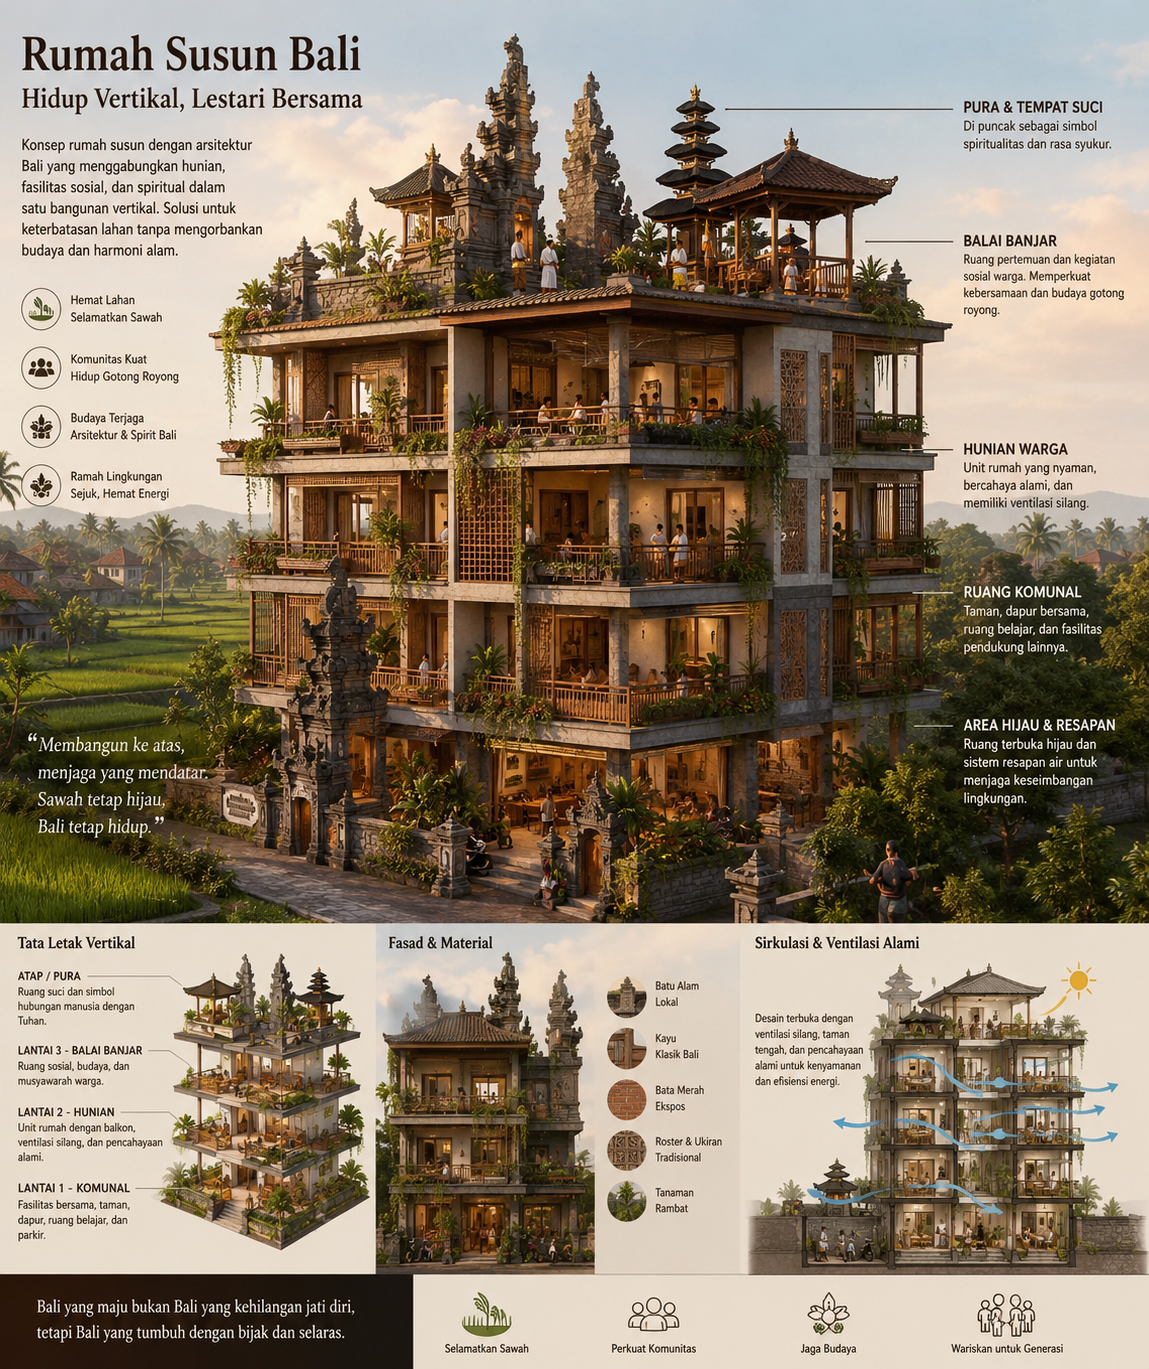 Rumah Susun Bali
Hidup Vertikal, Lestari Bersama
Konsep rumah susun dengan arsitektur
Bali yang menggabungkan hunian,
fasilitas sosial, dan spiritual dalam
satu bangunan vertikal. Solusi untuk
keterbatasan lahan tanpa mengorbankan
budaya dan harmoni alam.
Hemat Lahan
Selamatkan Sawah
Komunitas Kuat
Hidup Gotong Royong
Budaya Terjaga
Arsitektur & Spirit Bali
Ramah Lingkungan
Sejuk, Hemat Energi
PURA & TEMPAT SUCI
Di puncak sebagai simbol
spiritualitas dan rasa syukur.
BALAI BANJAR
Ruang pertemuan dan kegiatan
sosial warga. Memperkuat
kebersamaan dan budaya gotong
royong.
HUNIAN WARGA
Unit rumah yang nyaman,
bercahaya alami, dan
memiliki ventilasi silang.
RUANG KOMUNAL
Taman, dapur bersama,
ruang belajar, dan fasilitas
pendukung lainnya.
AREA HIJAU & RESAPAN
Ruang terbuka hijau dan
sistem resapan air untuk
menjaga keseimbangan
lingkungan.
“Membangun ke atas,
menjaga yang mendatar.
Sawah tetap hijau,
Bali tetap hidup.”
Tata Letak Vertikal
ATAP / PURA
Ruang suci dan simbol
hubungan manusia dengan
Tuhan.
LANTAI 3 - BALAI BANJAR
Ruang sosial, budaya, dan
musyawarah warga.
LANTAI 2 - HUNIAN
Unit rumah dengan balkon,
ventilasi silang, dan pencahayaan
alami.
LANTAI 1 - KOMUNAL
Fasilitas bersama, taman,
dapur, ruang belajar, dan
parkir.
Fasad & Material
Batu Alam
Lokal
Kayu
Klasik Bali
Bata Merah
Ekspos
Roster & Ukiran
Tradisional
Tanaman
Rambat
Sirkulasi & Ventilasi Alami
Desain terbuka dengan
ventilasi silang, taman
tengah, dan pencahayaan
alami untuk kenyamanan
dan efisiensi energi.
Bali yang maju bukan Bali yang kehilangan jati diri,
tetapi Bali yang tumbuh dengan bijak dan selaras.
Selamatkan Sawah
Perkuat Komunitas
Jaga Budaya
Wariskan untuk Generasi